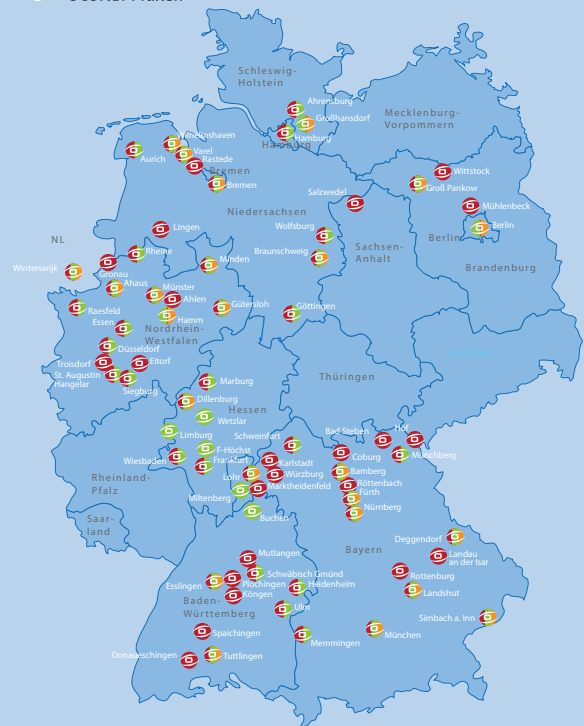 Schleswig-
Holstein
Ahrensburg
Großhansdorf
Mecklenburg-
Vorpommern
Hamburg
Hamburg
Wilhelmshaven
Varel
Aurich
Rastede
Bremen
Bremen
Wittstock
Groß Pankow
Salzwedel
Mühlenbeck
Niedersachsen
Berlin
Lingen
Wolfsburg
Berlin
NL
Rheine
Braunschweig
Sachsen-
Anhalt
Minden
Winterswijk
Gronau
Brandenburg
Ahaus
Münster
Ahlen
Raesfeld
Gütersloh
Göttingen
Essen
Hamm
Nordrhein-
Westfalen
Düsseldorf
Troisdorf
Eitorf
St. Augustin
Hangelar
Siegburg
Thüringen
Marburg
Dillenburg
Hessen
Wetzlar
Limburg
Schweinfurt
Bad Steben
Hof
F-Höchst
Wiesbaden
Frankfurt
Karlstadt
Coburg
Münchberg
Lohr
Würzburg
Bamberg
Rheinland-
Pfalz
Marktheidenfeld
Röttenbach
Miltenberg
Fürth
Buchen
Nürnberg
Saar-
land
Deggendorf
Bayern
Mutlangen
Landau
an der Isar
Schwäbisch Gmünd
Rottenburg
Esslingen
Plochingen
Heidenheim
Köngen
Landshut
Baden-
Württemberg
Ulm
Simbach a. Inn
Spaichingen
München
Memmingen
Donaueschingen
Tuttlingen